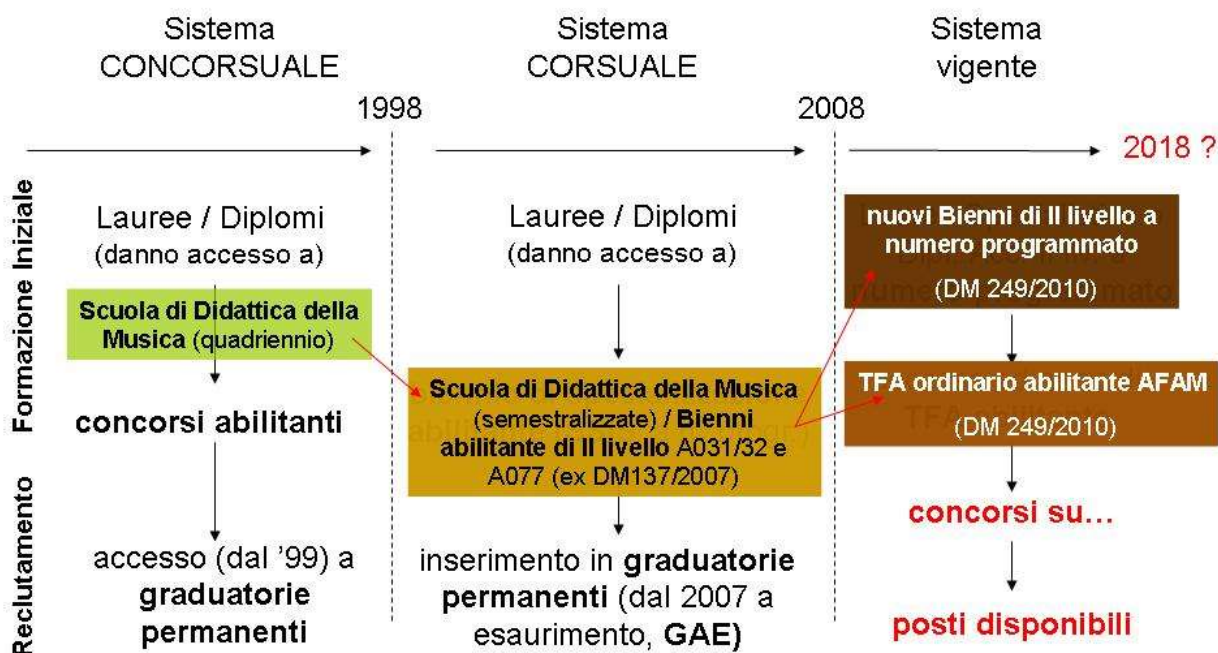 Sistema
CONCORSUALE
Sistema
CORSUALE
Sistema
vigente
1998
2008
2018 ?
Formazione Iniziale
Reclutamento
Lauree / Diplomi
(danno accesso a)
Scuola di Didattica della
Musica (quadriennio)
concorsi abilitanti
accesso (dal '99) a
graduatorie
permanenti
Lauree / Diplomi
(danno accesso a)
Scuola di Didattica della Musica
(semestralizzate) / Bienni
abilitante di II livello A031/32 e
A077 (ex DM137/2007)
inserimento in graduatorie
permanenti (dal 2007 a
esaurimento, GAE)
nuovi Bienni di II livello a
numero programmato
(DM 249/2010)
TFA ordinario abilitante AFAM
(DM 249/2010)
concorsi su...
posti disponibili